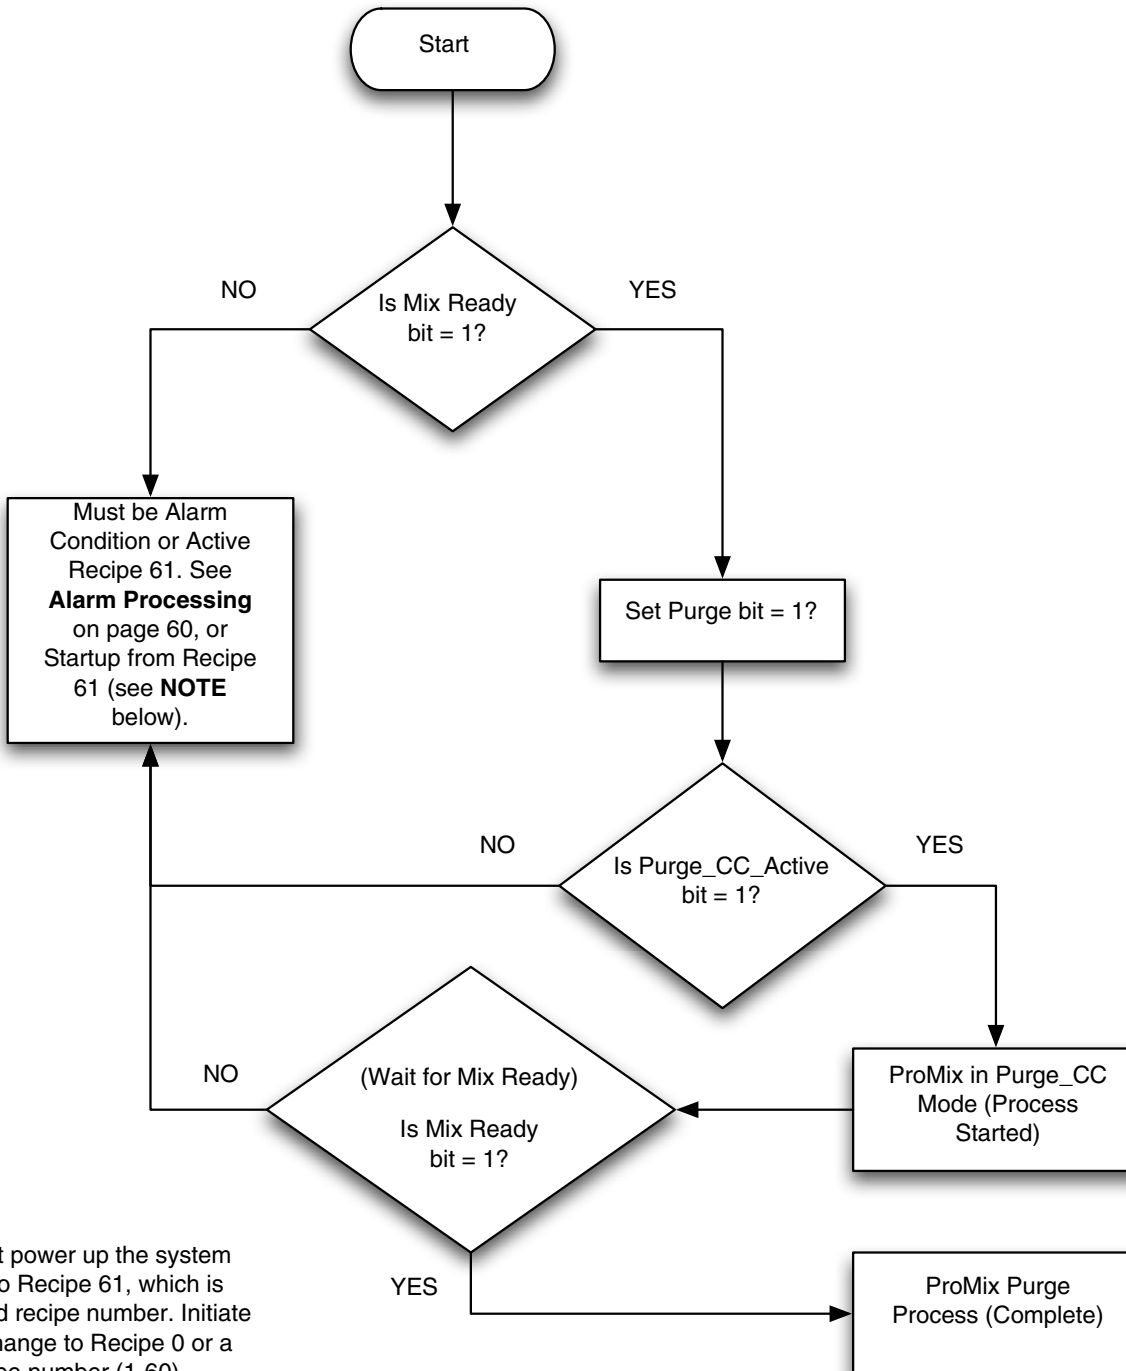 Start
NO
YES
Is Mix Ready
bit = 1?
Must be Alarm
Condition or Active
Recipe 61. See
Alarm Processing
on page 60, or
Startup from Recipe
61 (see NOTE
below).
Set Purge bit = 1?
NO
YES
Is Purge_CC_Active
bit = 1?
NO
(Wait for Mix Ready)
Is Mix Ready
bit = 1?
ProMix in Purge_CC
Mode (Process
Started)
YES
ProMix Purge
Process (Complete)
power up the system
Recipe 61, which is
recipe number. Initiate
to Recipe 0 or a
number (1-60)